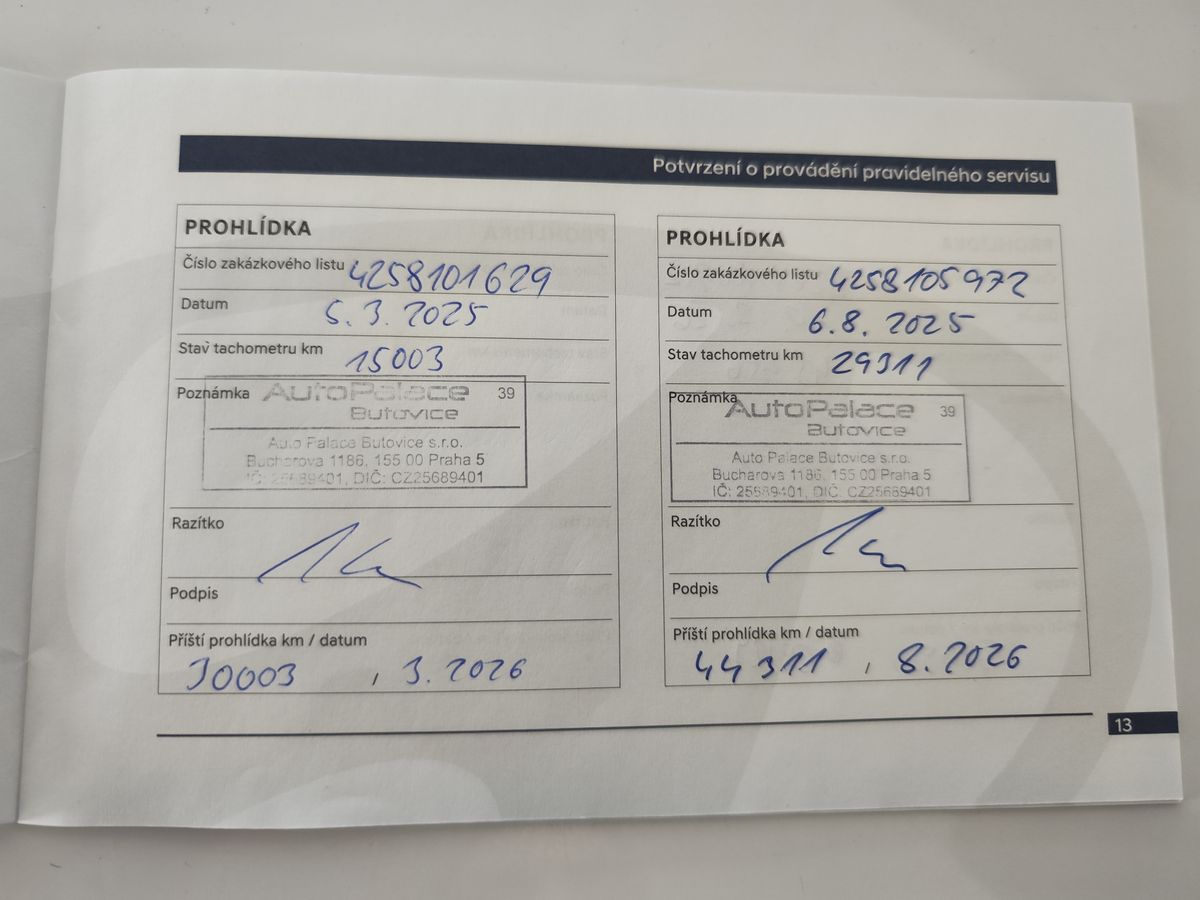 Potvrzení o provádění pravidelného servisu
PROHLÍDKA
Číslo zakázkového listu 4258101629
Datum 5.3.2025
Stav tachometru km 15003
Poznámka
AutoPalace 39
Butovice
Auto Palace Butovice s.r.o.
Bucharova 1186, 155 00 Praha 5
IČ: 25689401, DIČ: CZ25689401
Razítko
Podpis
Příští prohlídka km / datum
30003 , 3.2026
PROHLÍDKA
Číslo zakázkového listu 4258105972
Datum 6.8.2025
Stav tachometru km 29311
Poznámka
AutoPalace 39
Butovice
Auto Palace Butovice s.r.o.
Bucharova 1186, 155 00 Praha 5
IČ: 25689401, DIČ: CZ25689401
Razítko
Podpis
Příští prohlídka km / datum
44311 , 8.2026
13